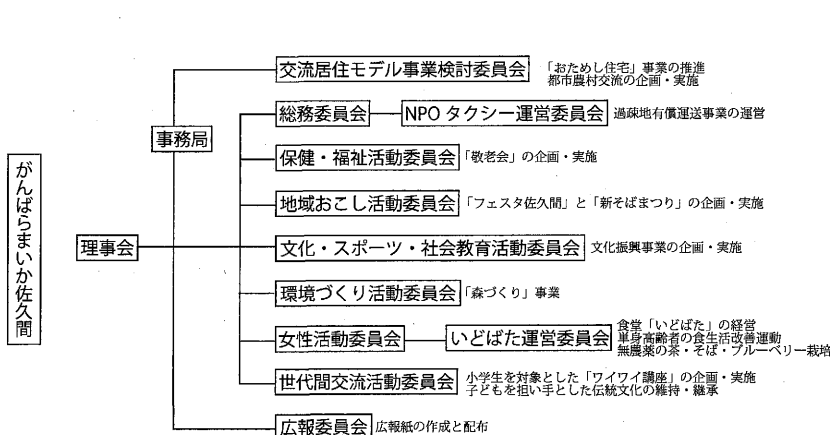 がんばらまいか佐久間
理事会
事務局
交流居住モデル事業検討委員会
「おためし住宅」事業の推進
都市農村交流の企画・実施
総務委員会
NPOタクシー運営委員会
過疎地有償運送事業の運営
保健・福祉活動委員会
「敬老会」の企画・実施
地域おこし活動委員会
「フェスタ佐久間」と「新そばまつり」の企画・実施
文化・スポーツ・社会教育活動委員会
文化振興事業の企画・実施
環境づくり活動委員会
「森づくり」事業
女性活動委員会
いどばた運営委員会
食堂「いどばた」の経営
単身高齢者の食生活改善運動
無農薬の茶・そば・ブルーベリー栽培
世代間交流活動委員会
小学生を対象とした「ワイワイ講座」の企画・実施
子どもを担い手とした伝統文化の維持・継承
広報委員会
広報紙の作成と配布